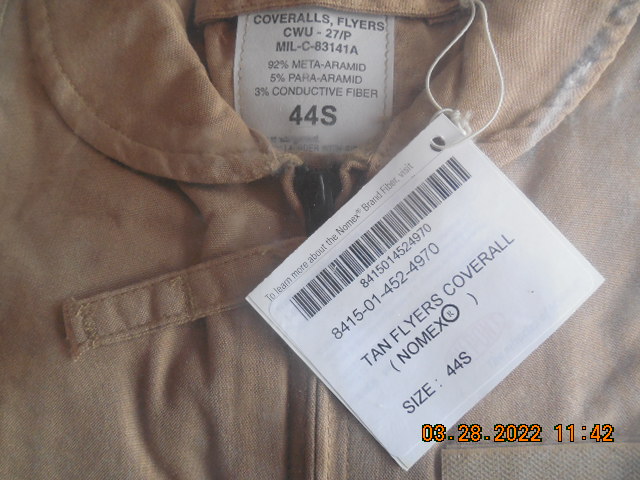 COVERALLS, FLYERS
CWU - 27/P
MIL-C-83141A
92% META-ARAMID
5% PARA-ARAMID
3% CONDUCTIVE FIBER
44S
To learn more about the Nomex® Brand Fiber, visit
8415014524970
8415-01-452-4970
TAN FLYERS COVERALL
( NOMEX® )
SIZE : 44S
03.28.2022 11:42